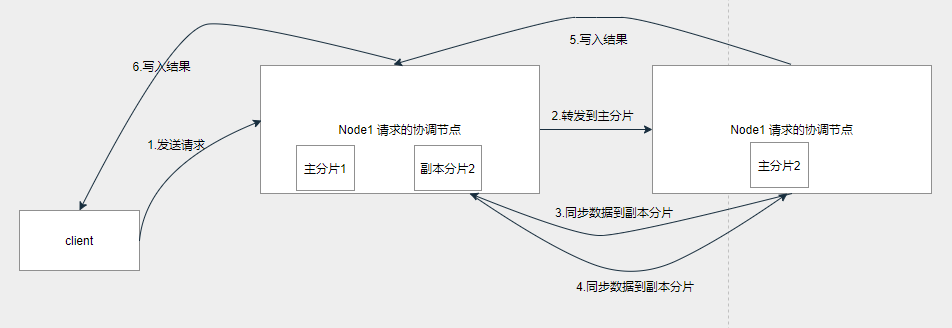 5.写入结果
6.写入结果
2.转发到主分片
Node1 请求的协调节点
Node1 请求的协调节点
1.发送请求
主分片1
副本分片2
主分片2
3.同步数据到副本分片
client
4.同步数据到副本分片